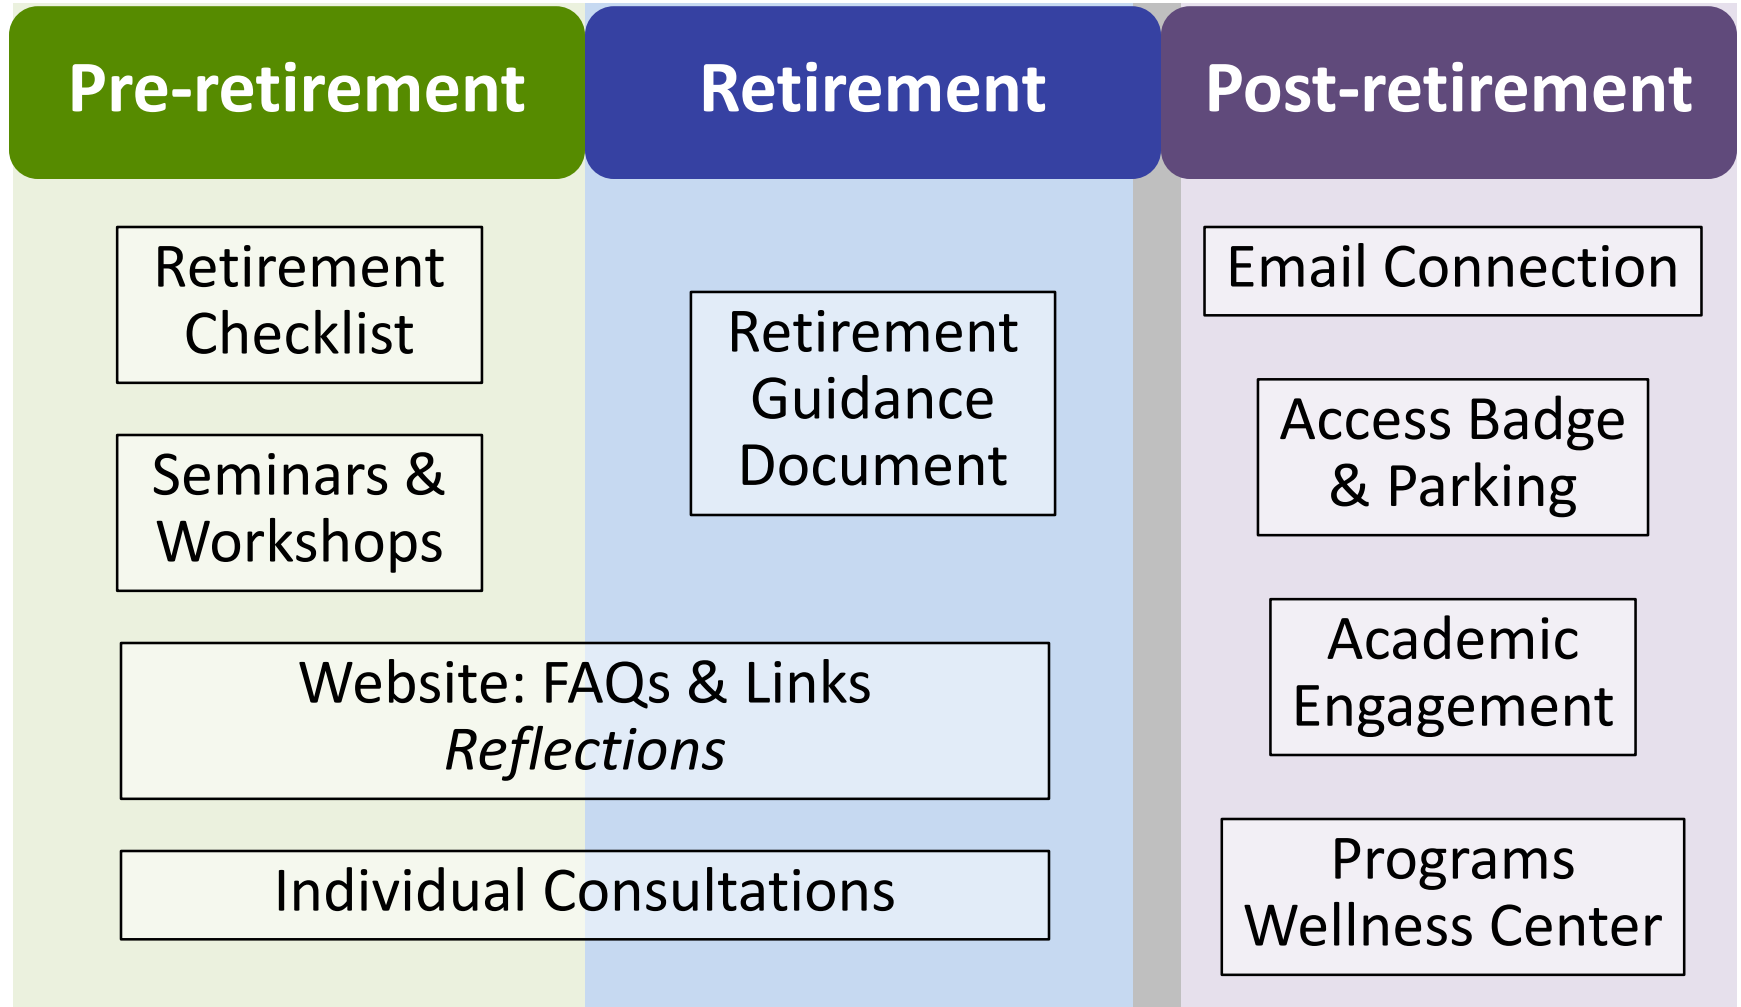 Pre-retirement
Retirement
Post-retirement
Retirement
Checklist
Seminars &
Workshops
Retirement
Guidance
Document
Website: FAQs & Links
Reflections
Individual Consultations
Email Connection
Access Badge
& Parking
Academic
Engagement
Programs
Wellness Center